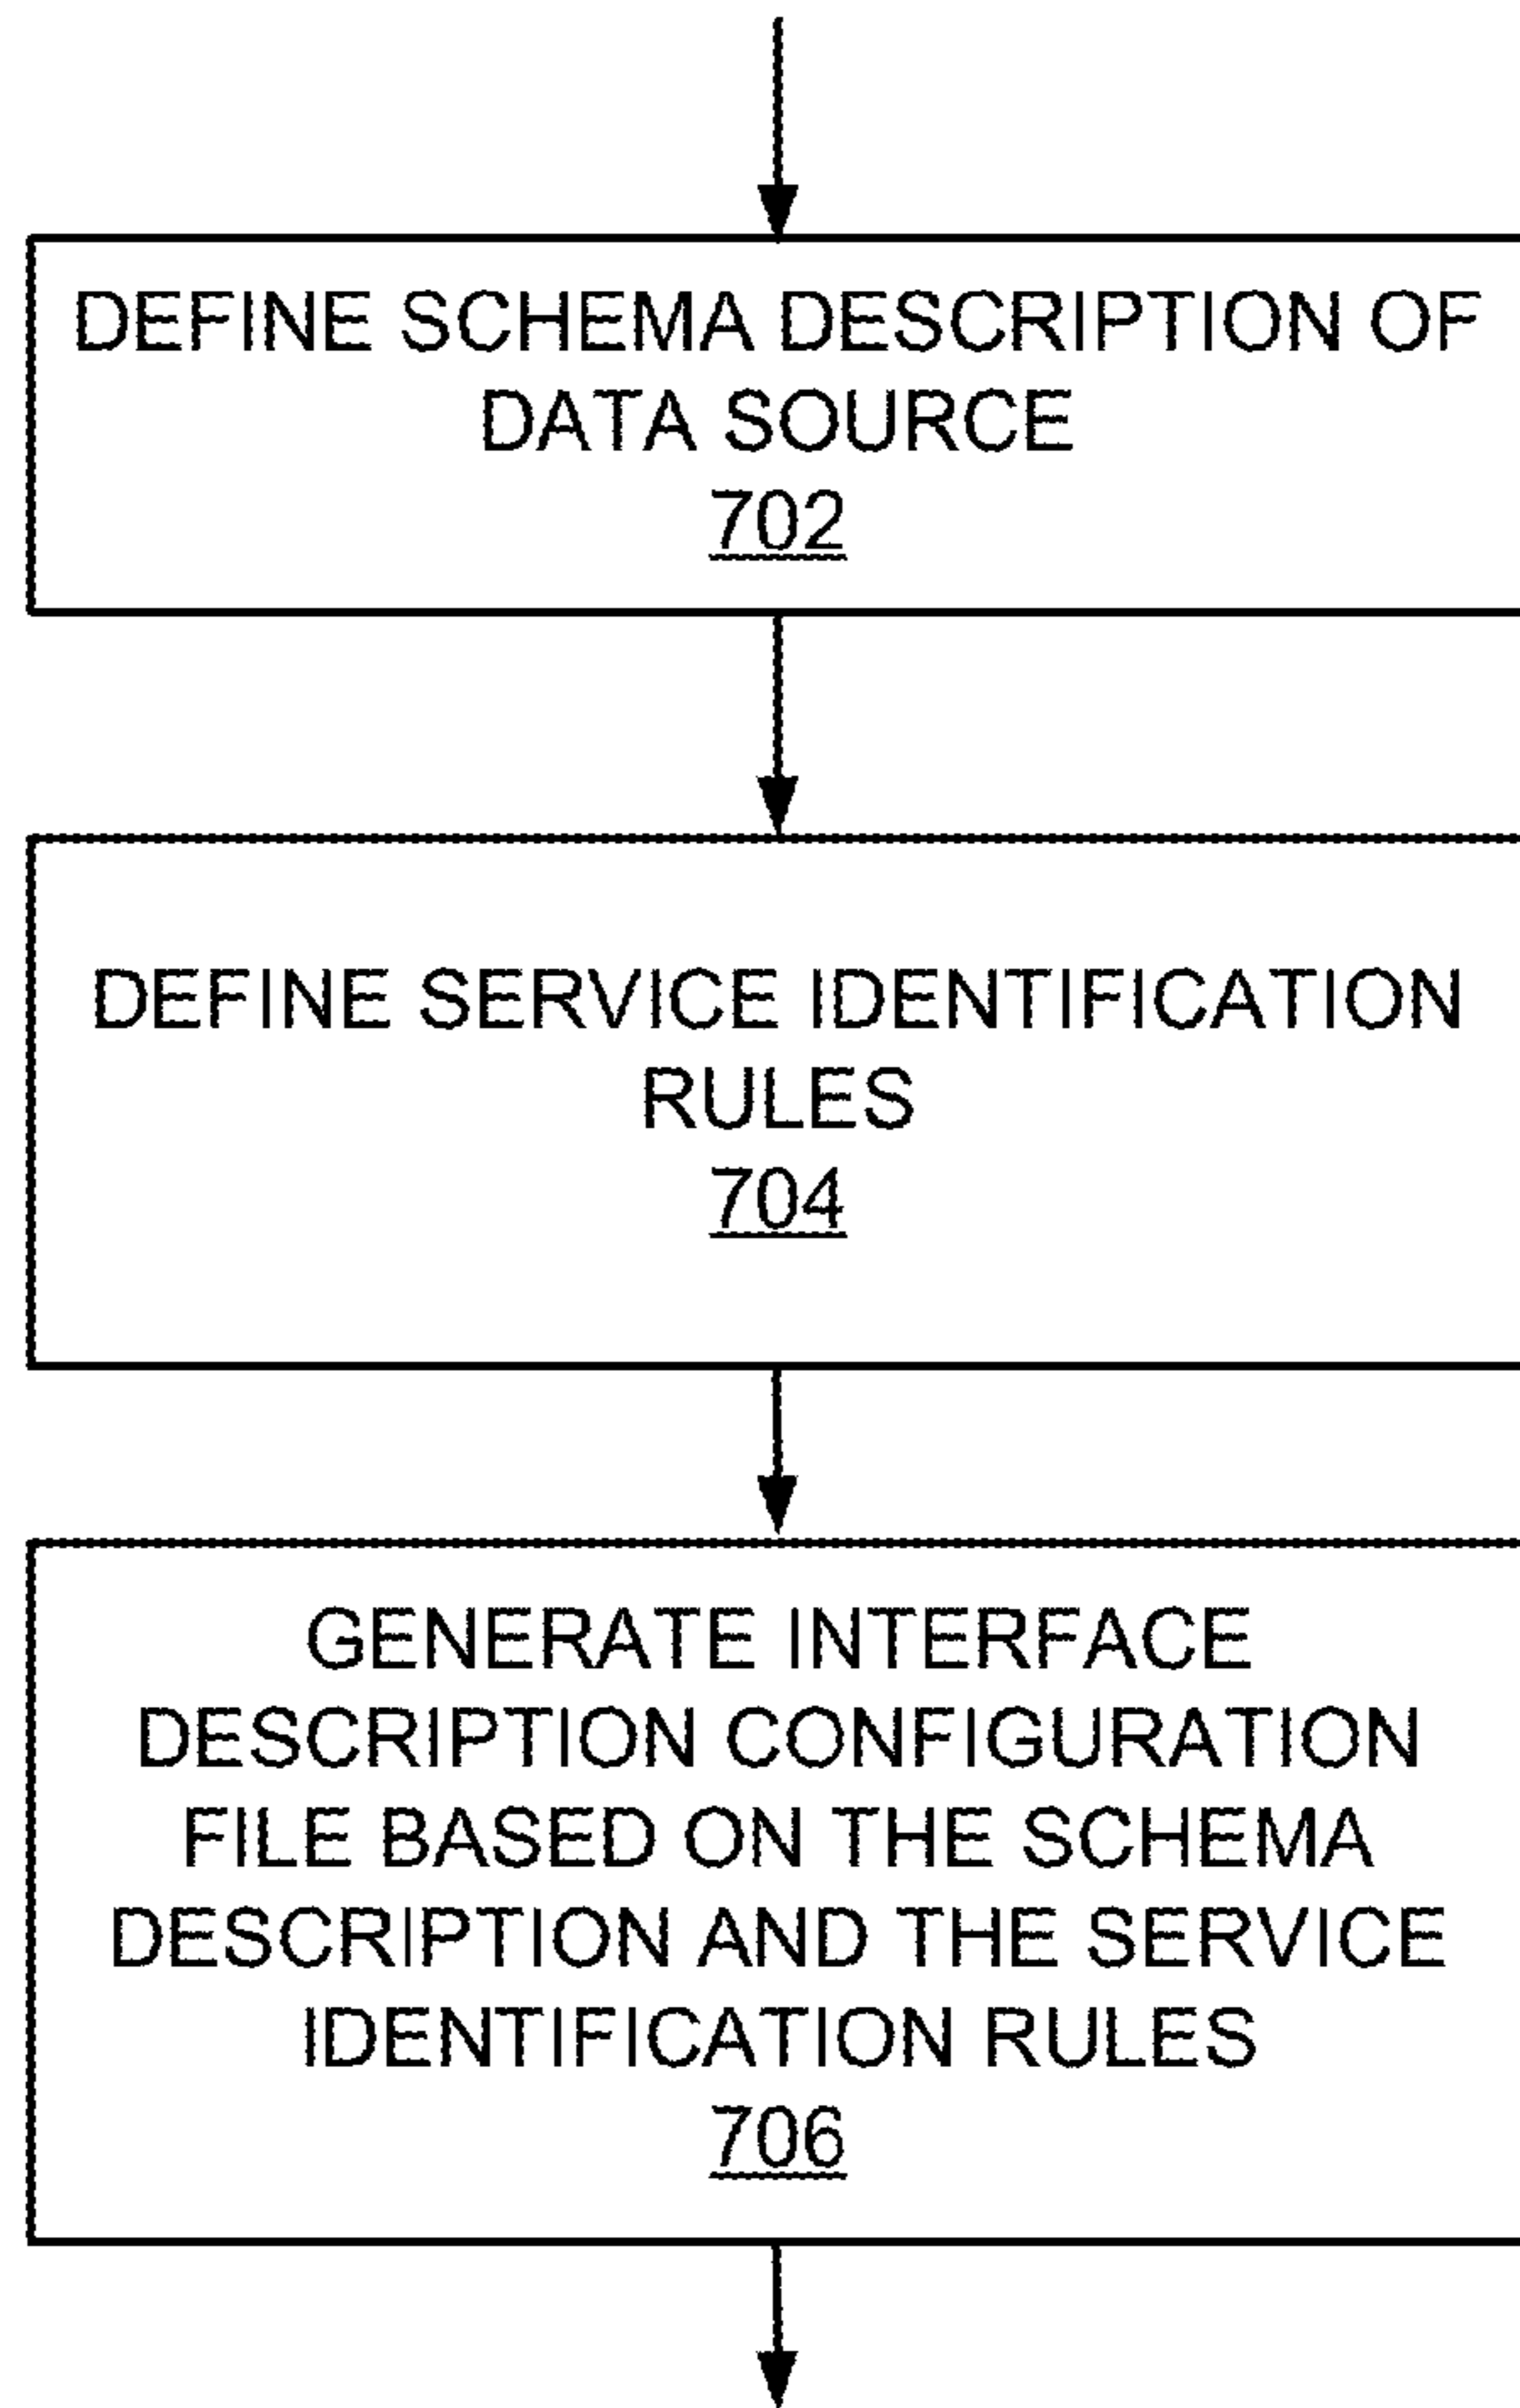 DEFINE SCHEMA DESCRIPTION OF
DATA SOURCE
702
DEFINE SERVICE IDENTIFICATION
RULES
704
GENERATE INTERFACE
DESCRIPTION CONFIGURATION
FILE BASED ON THE SCHEMA
DESCRIPTION AND THE SERVICE
IDENTIFICATION RULES
706